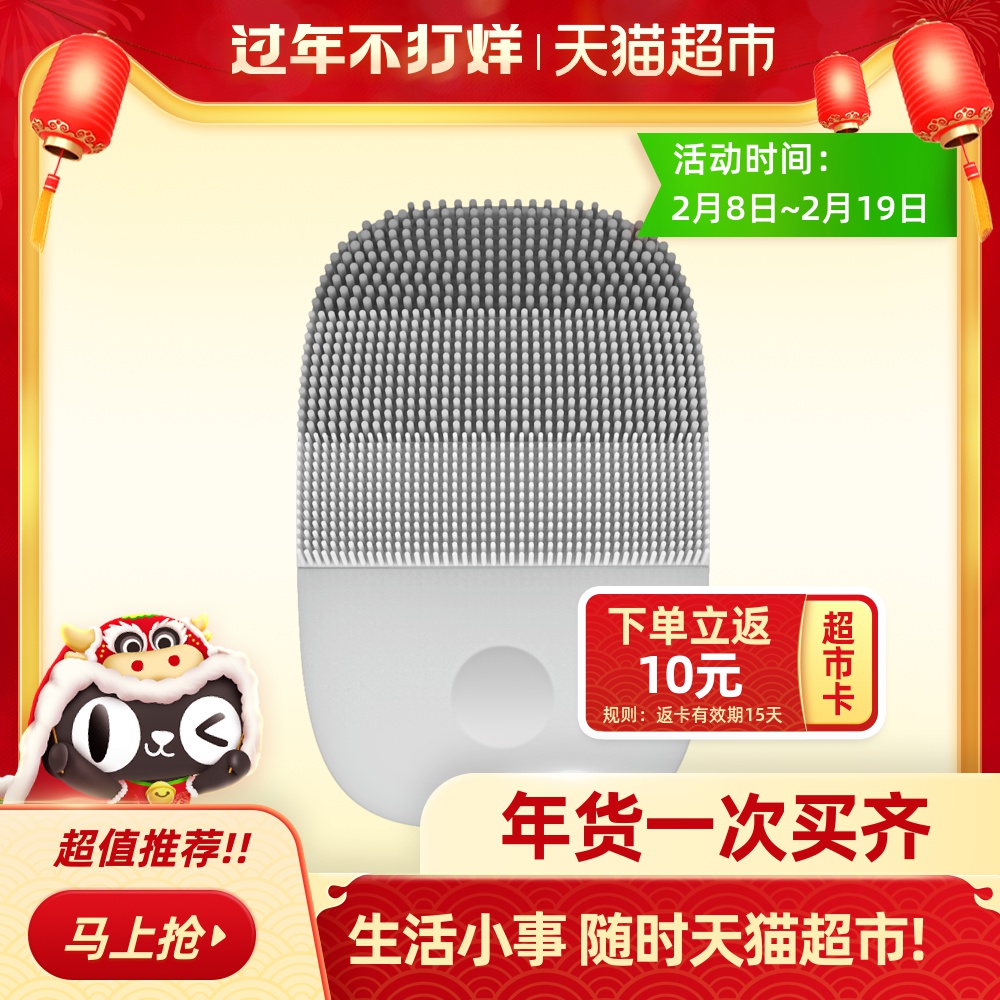 过年不打烊|天猫超市
活动时间：
2月8日~2月19日
下单立返
10元
规则：返卡有效期15天
超市卡
年货一次买齐
超值推荐!!
马上抢
生活小事 随时天猫超市!